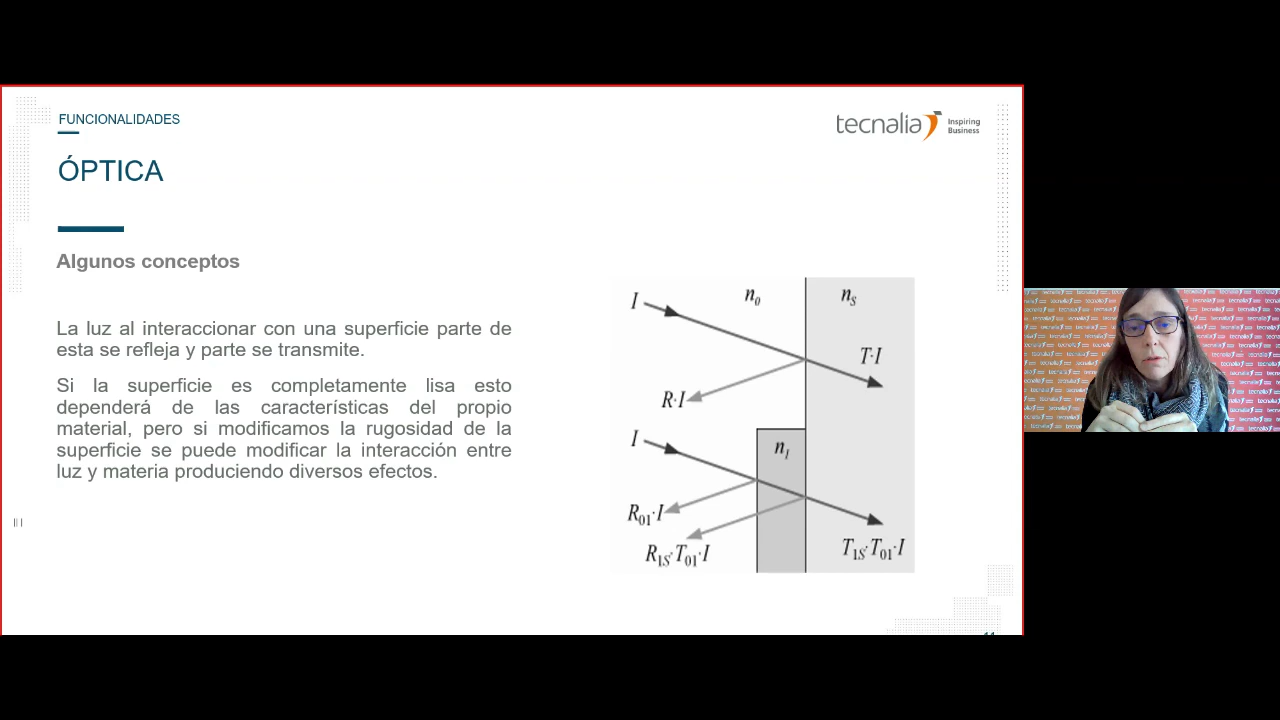 FUNCIONALIDADES
tecnalia Inspiring Business
ÓPTICA
Algunos conceptos
La luz al interaccionar con una superficie parte de
esta se refleja y parte se transmite.
Si la superficie es completamente lisa esto
dependerá de las características del propio
material, pero si modificamos la rugosidad de la
superficie se puede modificar la interacción entre
luz y materia produciendo diversos efectos.
I
n0
nS
T·I
R·I
I
nI
R01·I
R1S·T01·I
T1S·T01·I